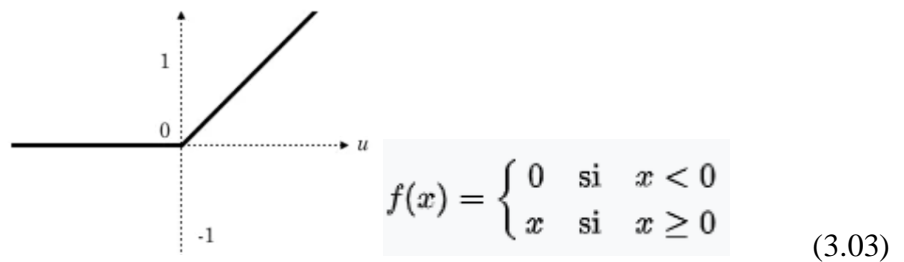 1
0
u
-1
f(x) = { 0 si x < 0
x si x ≥ 0
(3.03)